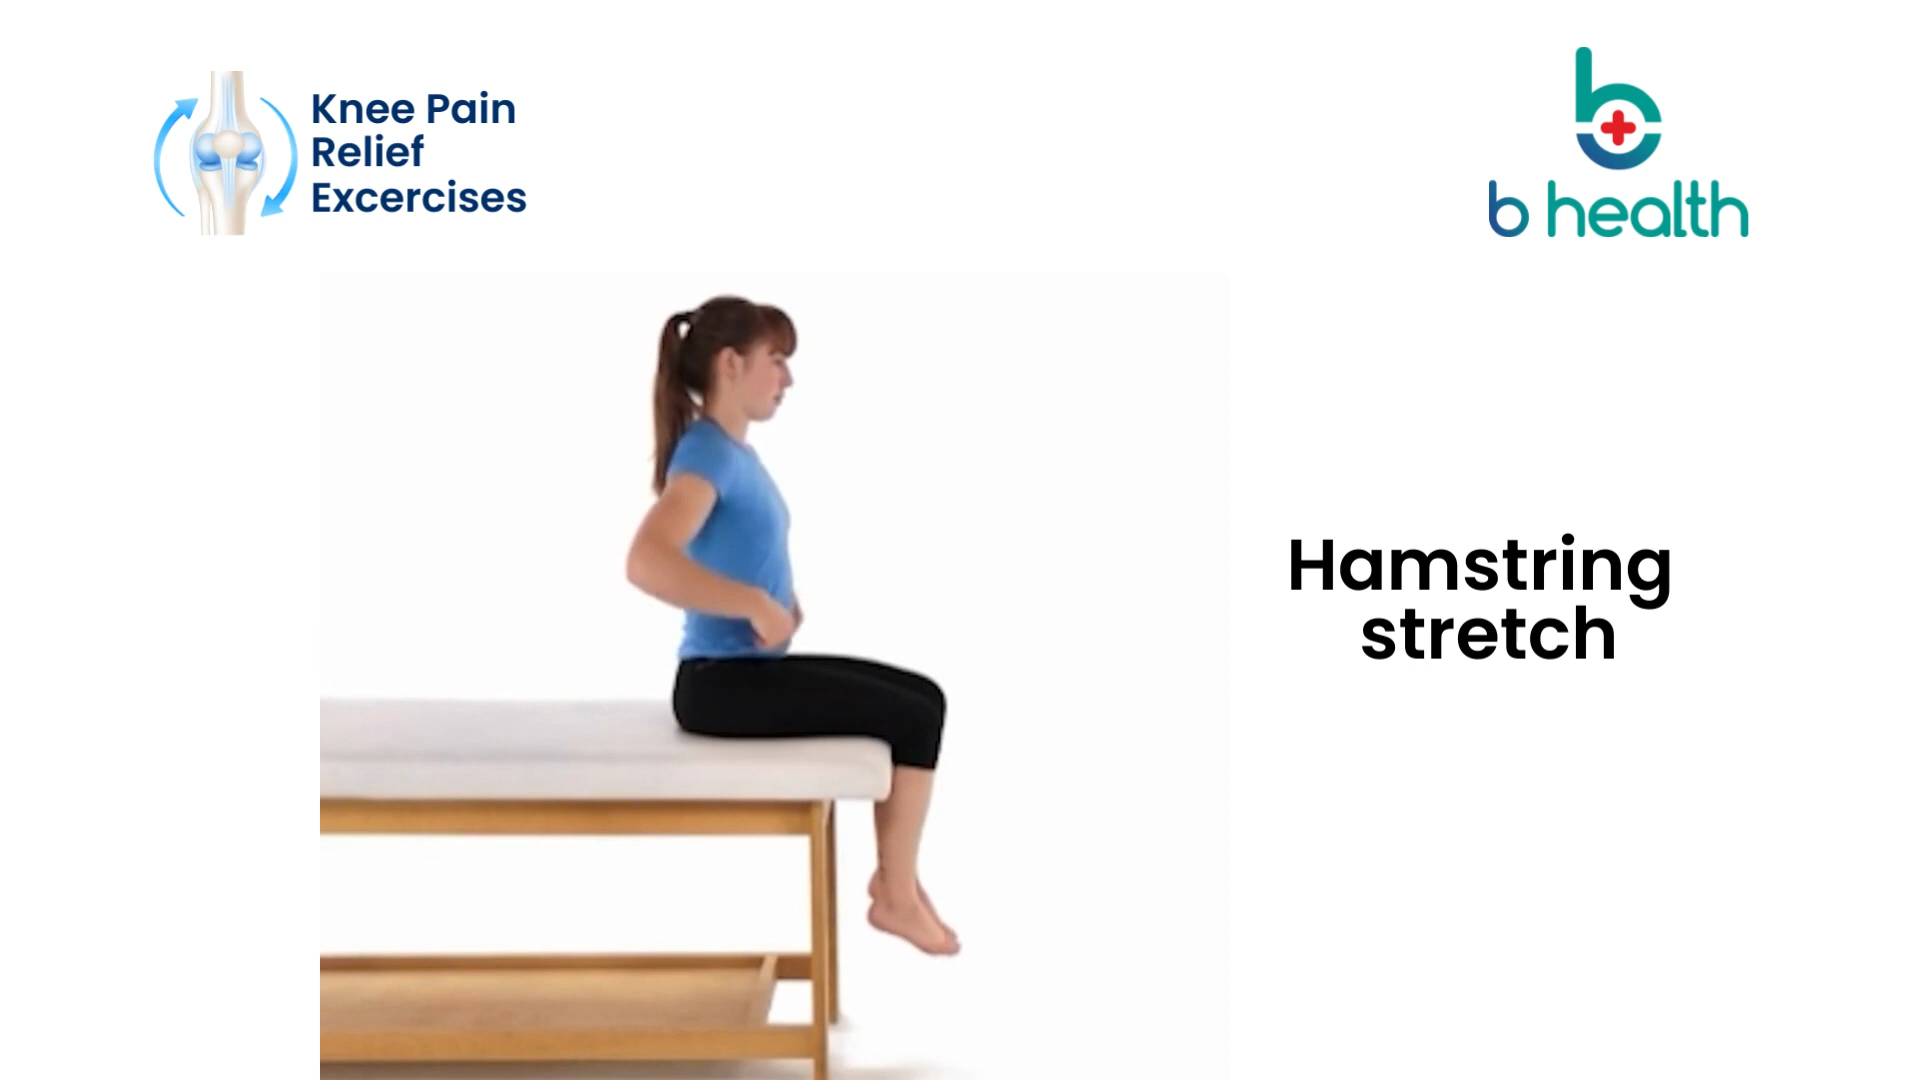 Knee Pain
Relief
Excercises
b health
Hamstring
stretch